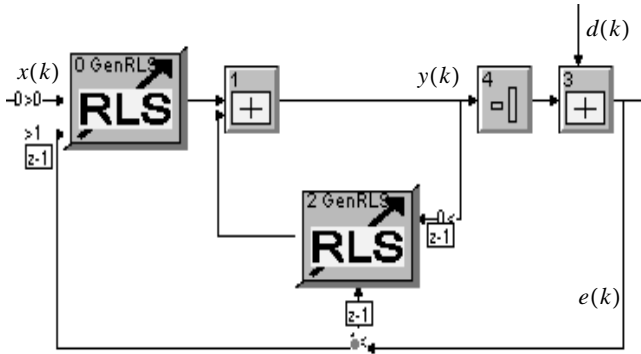 d(k)
0 GenRLS
x(k)
1
y(k)
4
3
0>0
RLS
+
-
+
>1
z-1
2 GenRLS
0<
z-1
RLS
e(k)
z-1
<